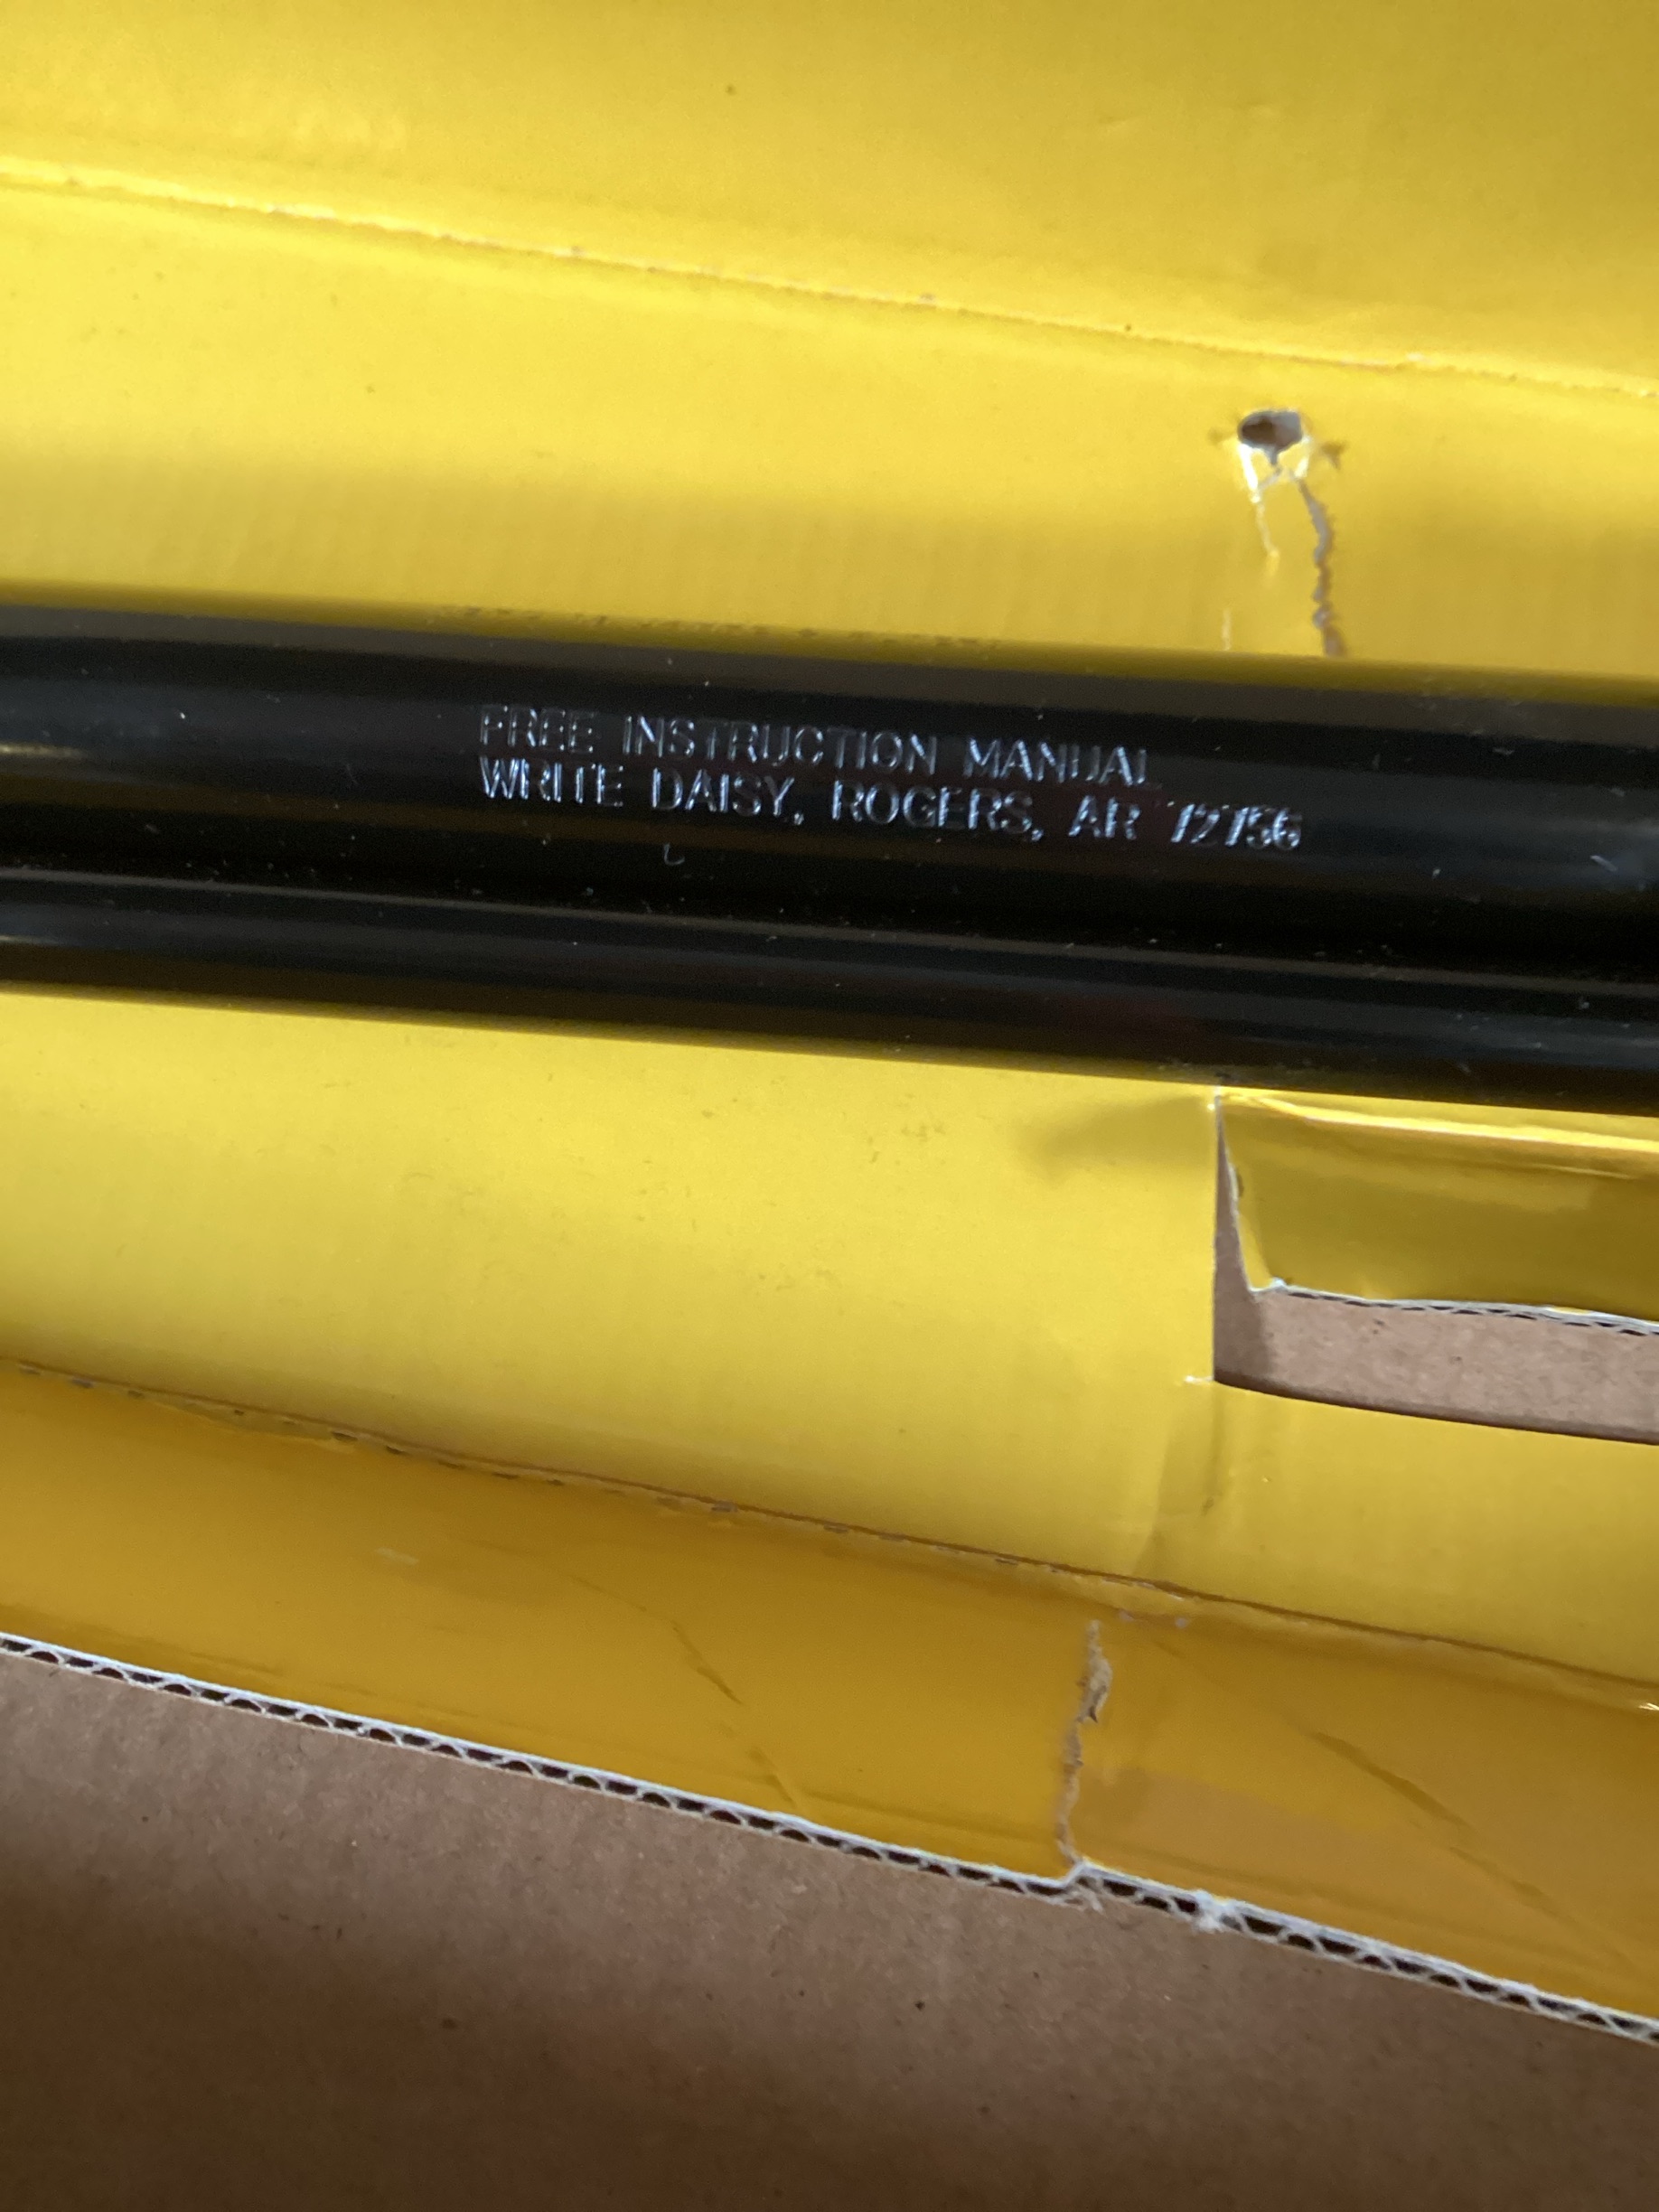 FREE INSTRUCTION MANUAL
WRITE DAISY, ROGERS, AR 72756